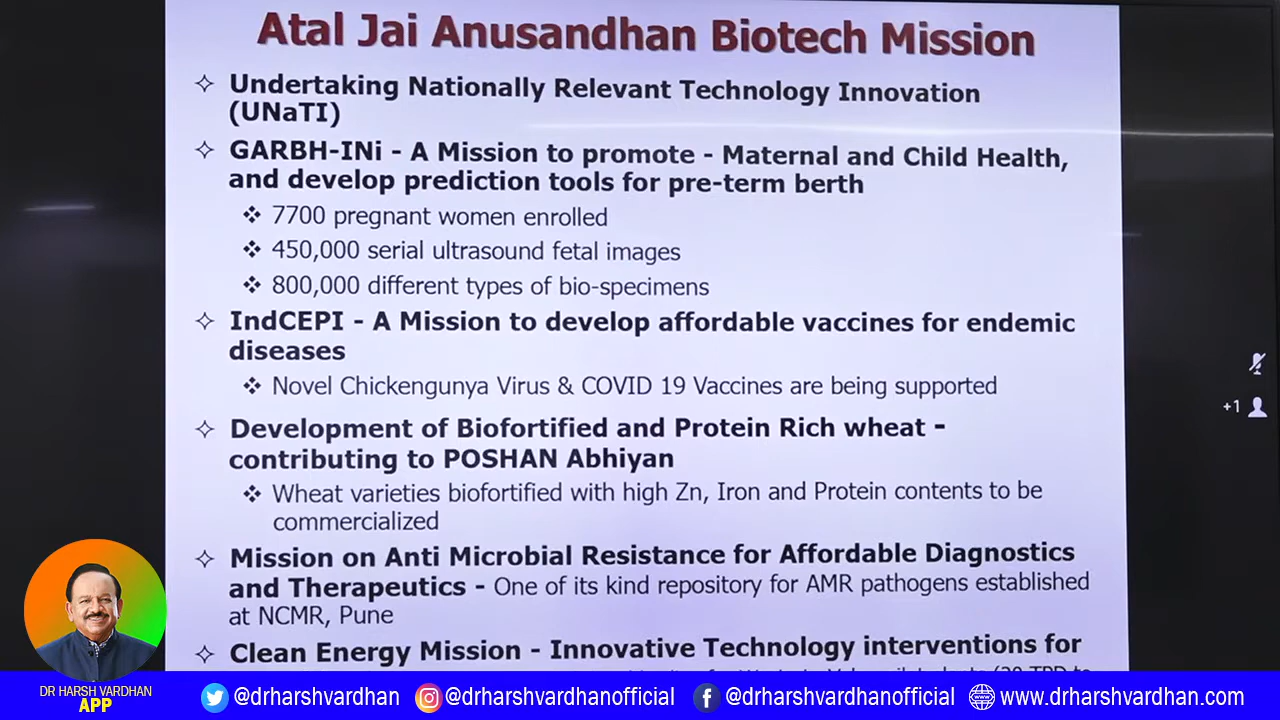 Atal Jai Anusandhan Biotech Mission
Undertaking Nationally Relevant Technology Innovation
(UNaTI)
GARBH-INi - A Mission to promote - Maternal and Child Health,
and develop prediction tools for pre-term berth
7700 pregnant women enrolled
450,000 serial ultrasound fetal images
800,000 different types of bio-specimens
IndCEPI - A Mission to develop affordable vaccines for endemic
diseases
Novel Chickengunya Virus & COVID 19 Vaccines are being supported
Development of Biofortified and Protein Rich wheat -
contributing to POSHAN Abhiyan
Wheat varieties biofortified with high Zn, Iron and Protein contents to be
commercialized
Mission on Anti Microbial Resistance for Affordable Diagnostics
and Therapeutics - One of its kind repository for AMR pathogens established
at NCMR, Pune
Clean Energy Mission - Innovative Technology interventions for
+1
DR HARSH VARDHAN
APP
@drharshvardhan
@drharshvardhanofficial
@drharshvardhanofficial
www.drharshvardhan.com